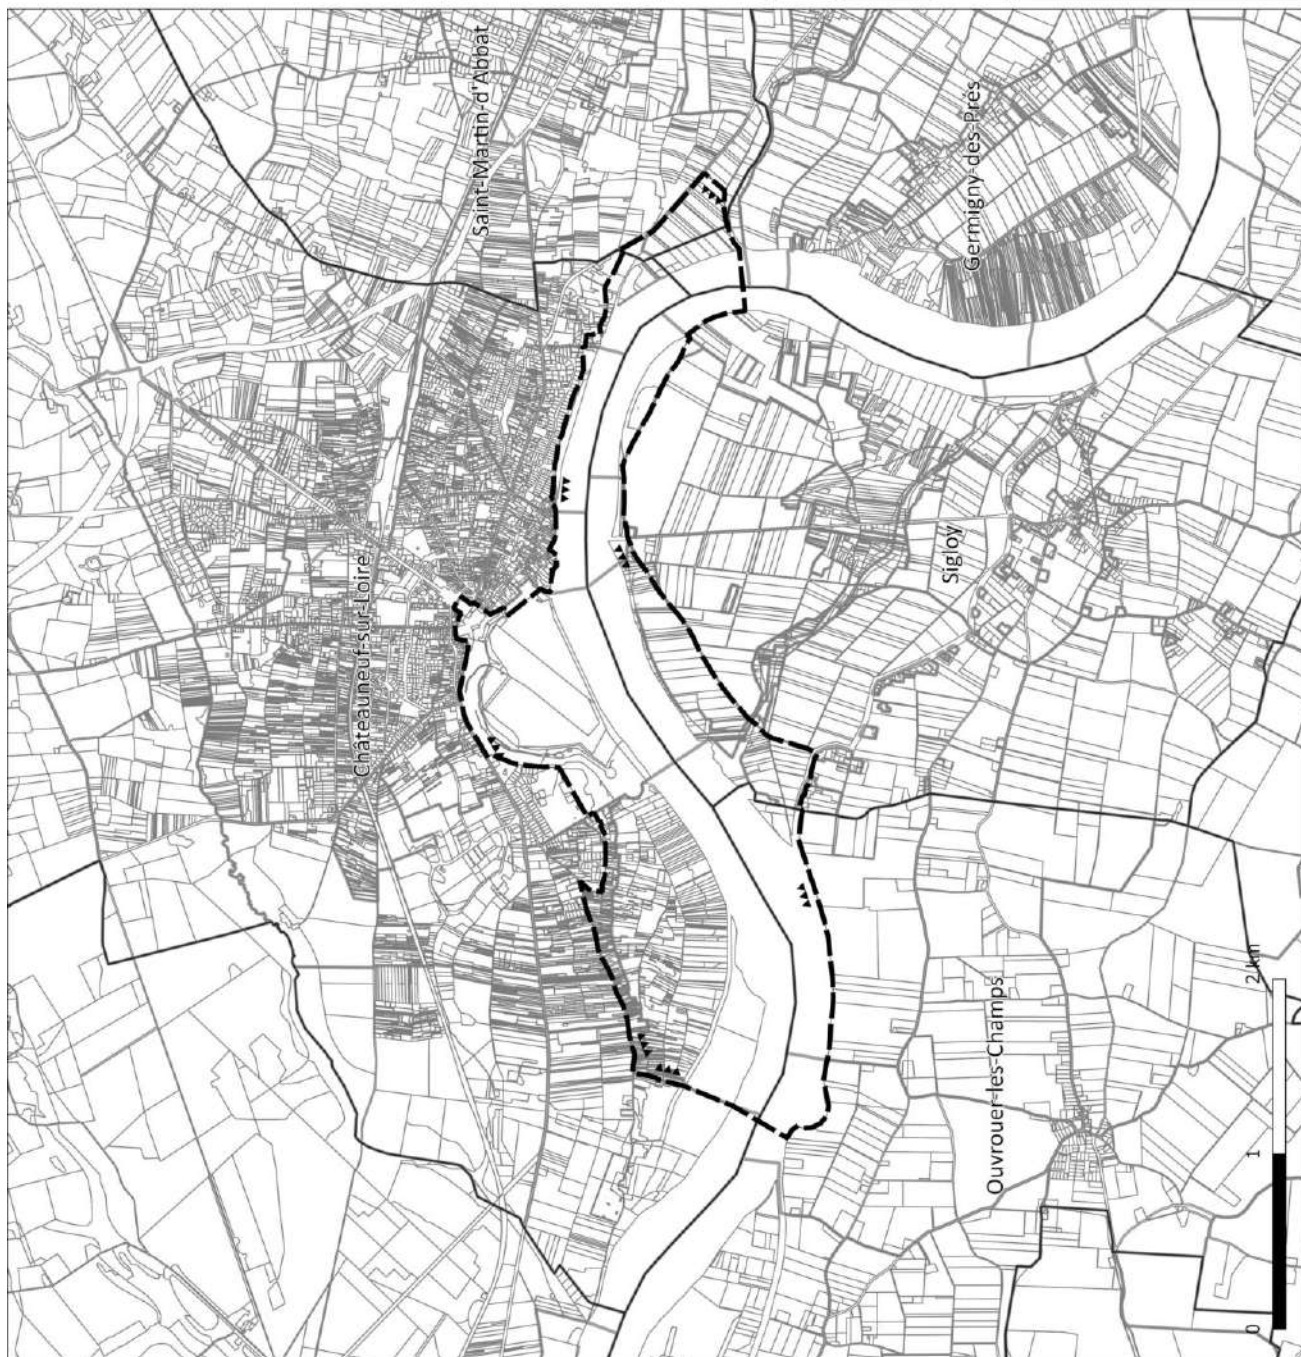 Saint-Martin-d'Abbat
Châteauneuf-sur-Loire
Germigny-des-Prés
Sigloy
Ouvrouer-les-Champs
0 1 2 km